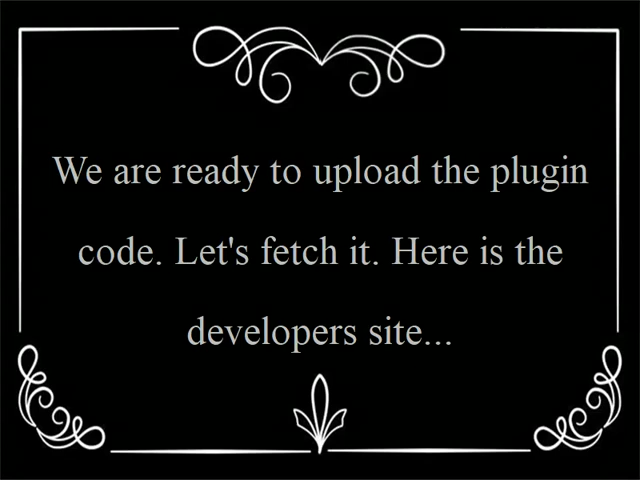 We are ready to upload the plugin
code. Let's fetch it. Here is the
developers site...